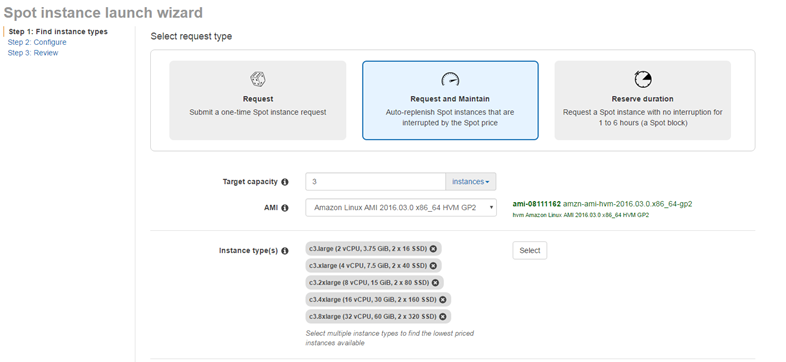 Spot instance launch wizard
Step 1: Find instance types
Step 2: Configure
Step 3: Review
Select request type
Request
Submit a one-time Spot instance request
Request and Maintain
Auto-replenish Spot instances that are
interrupted by the Spot price
Reserve duration
Request a Spot instance with no interruption for
1 to 6 hours (a Spot block)
Target capacity 3 instances
AMI Amazon Linux AMI 2016.03.0 x86_64 HVM GP2 ami-08111162 amzn-ami-hvm-2016.03.0.x86_64-gp2
hvm Amazon Linux AMI 2016.03.0 x86_64 HVM GP2
Instance type(s) c3.large (2 vCPU, 3.75 GiB, 2 x 16 SSD) Select
c3.xlarge (4 vCPU, 7.5 GiB, 2 x 40 SSD)
c3.2xlarge (8 vCPU, 15 GiB, 2 x 80 SSD)
c3.4xlarge (16 vCPU, 30 GiB, 2 x 160 SSD)
c3.8xlarge (32 vCPU, 60 GiB, 2 x 320 SSD)
Select multiple instance types to find the lowest priced
instances available